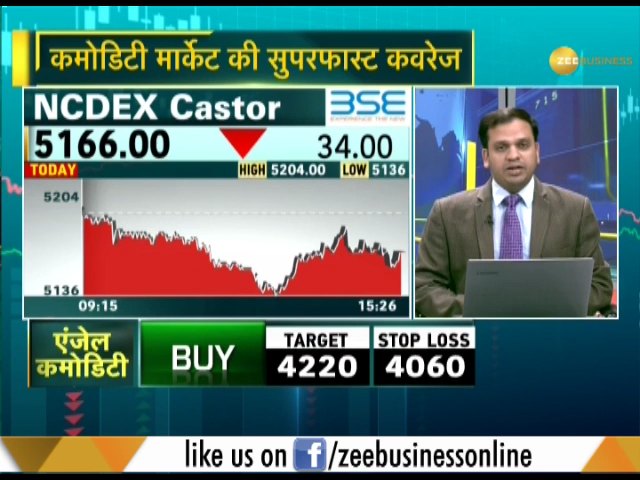 कमोडिटी मार्केट की सुपरफास्ट कवरेज
ZEE BUSINESS
NCDEX Castor
BSE
EXPERIENCE THE NEW
5166.00 34.00
TODAY HIGH 5204.00 LOW 5136
5204
5136
09:15 15:26
715
एंजेल
कमोडिटी
BUY
TARGET
4220
STOP LOSS
4060
like us on f/zeebusinessonline